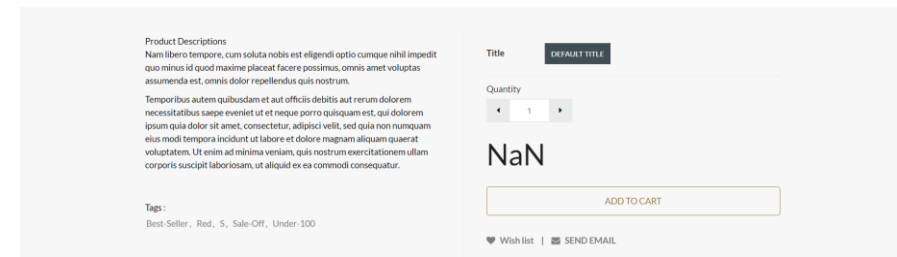 Product Descriptions
Nam libero tempore, cum soluta nobis est eligendi optio cumque nihil impedit
quo minus id quod maxime placeat facere possimus, omnis amet voluptas
assumenda est, omnis dolor repellendus quis nostrum.
Temporibus autem quibusdam et aut officiis debitis aut rerum dolorem
necessitatibus saepe eveniet ut et neque porro quisquam est, qui dolorem
ipsum quia dolor sit amet, consectetur, adipisci velit, sed quia non numquam
eius modi tempora incidunt ut labore et dolore magnam aliquam quaerat
voluptatem. Ut enim ad minima veniam, quis nostrum exercitationem ullam
corporis suscipit laboriosam, ut aliquid ex ea commodi consequatur.
Tags :
Best-Seller, Red, S, Sale-Off, Under-100
Title DEFAULT TITLE
Quantity
1
NaN
ADD TO CART
Wish list | SEND EMAIL